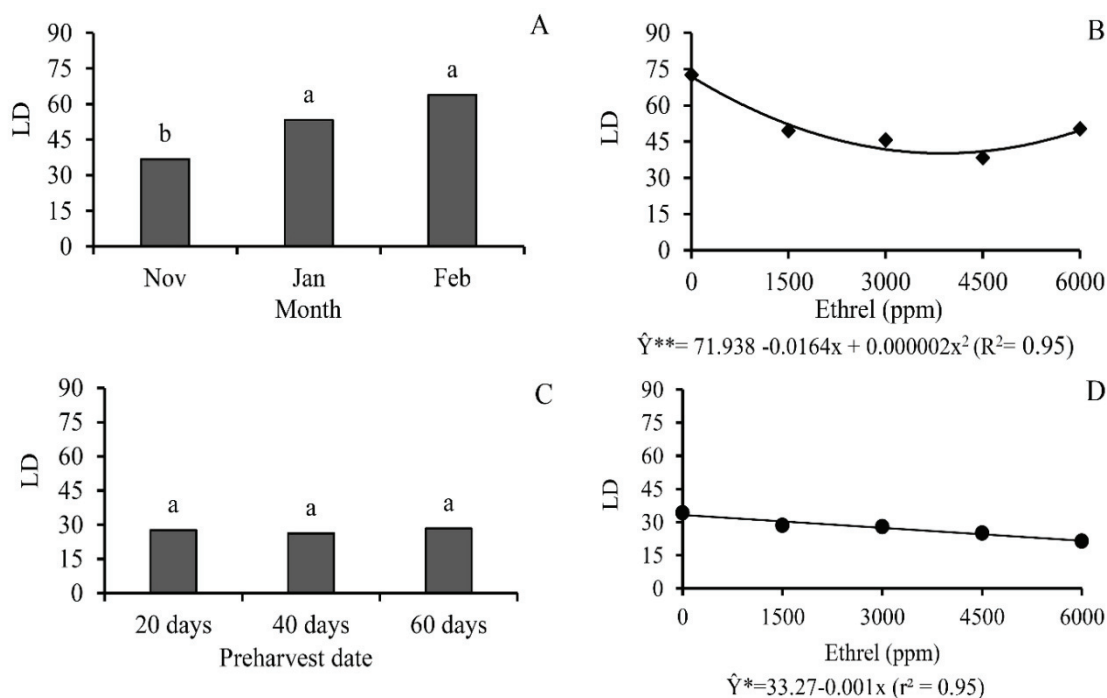 A
90
75
60
45
30
15
0
LD
b
a
a
Nov Jan Feb
Month
B
90
75
60
45
30
15
0
LD
0 1500 3000 4500 6000
Ethrel (ppm)
Ŷ**= 71.938 -0.0164x + 0.000002x² (R²= 0.95)
C
90
75
60
45
30
15
0
LD
a
a
a
20 days 40 days 60 days
Preharvest date
D
90
75
60
45
30
15
0
LD
0 1500 3000 4500 6000
Ethrel (ppm)
Ŷ*=33.27-0.001x (r² = 0.95)